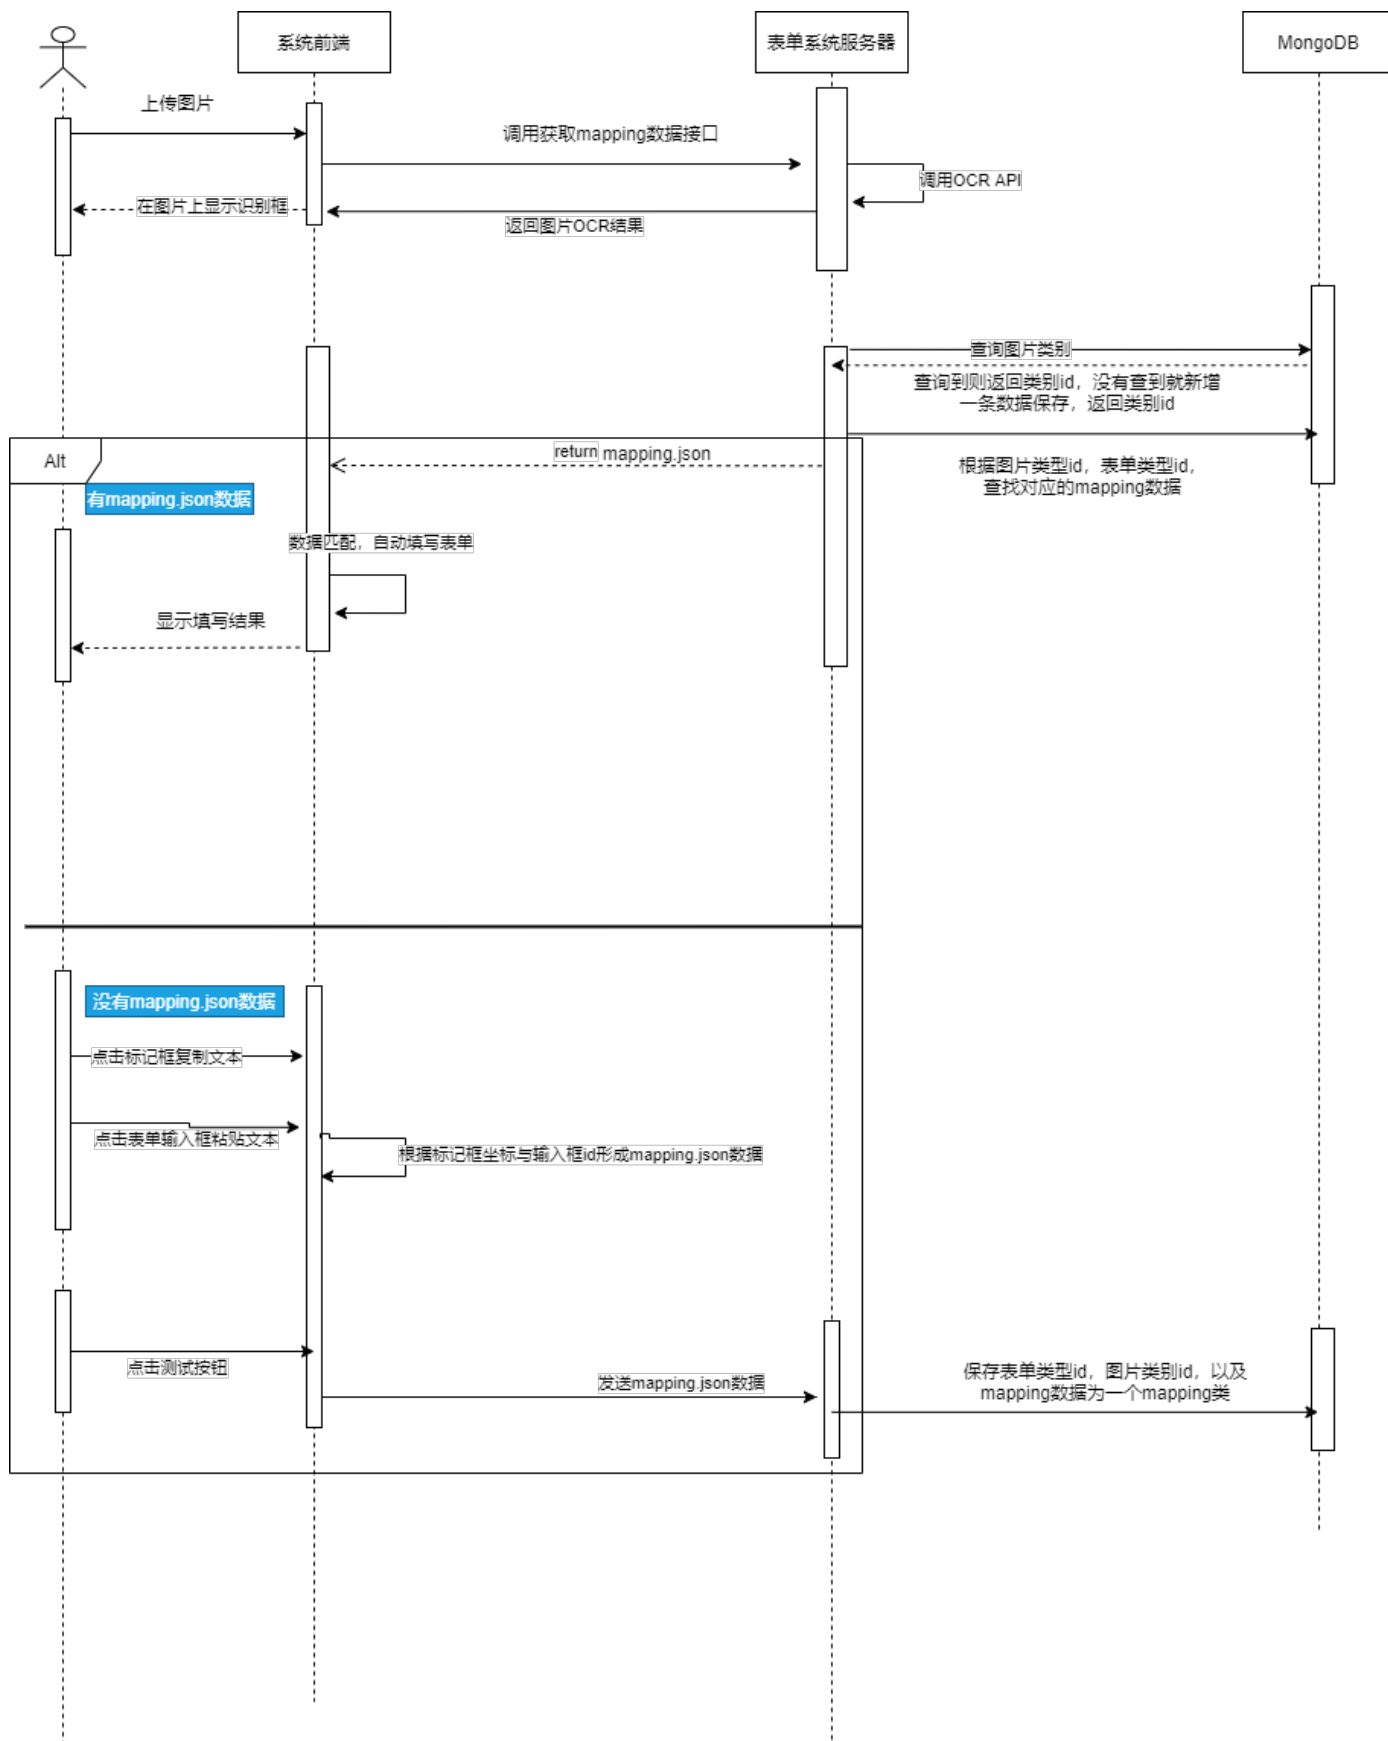 系统前端
表单系统服务器
MongoDB
上传图片
调用获取mapping数据接口
调用OCR API
在图片上显示识别框
返回图片OCR结果
查询图片类别
查询到则返回类别id，没有查到就新增
一条数据保存，返回类别id
Alt
return mapping.json
根据图片类型id，表单类型id，
查找对应的mapping数据
有mapping.json数据
数据匹配，自动填写表单
显示填写结果
没有mapping.json数据
点击标记框复制文本
点击表单输入框粘贴文本
根据标记框坐标与输入框id形成mapping.json数据
点击测试按钮
发送mapping.json数据
保存表单类型id，图片类别id，以及
mapping数据为一个mapping类